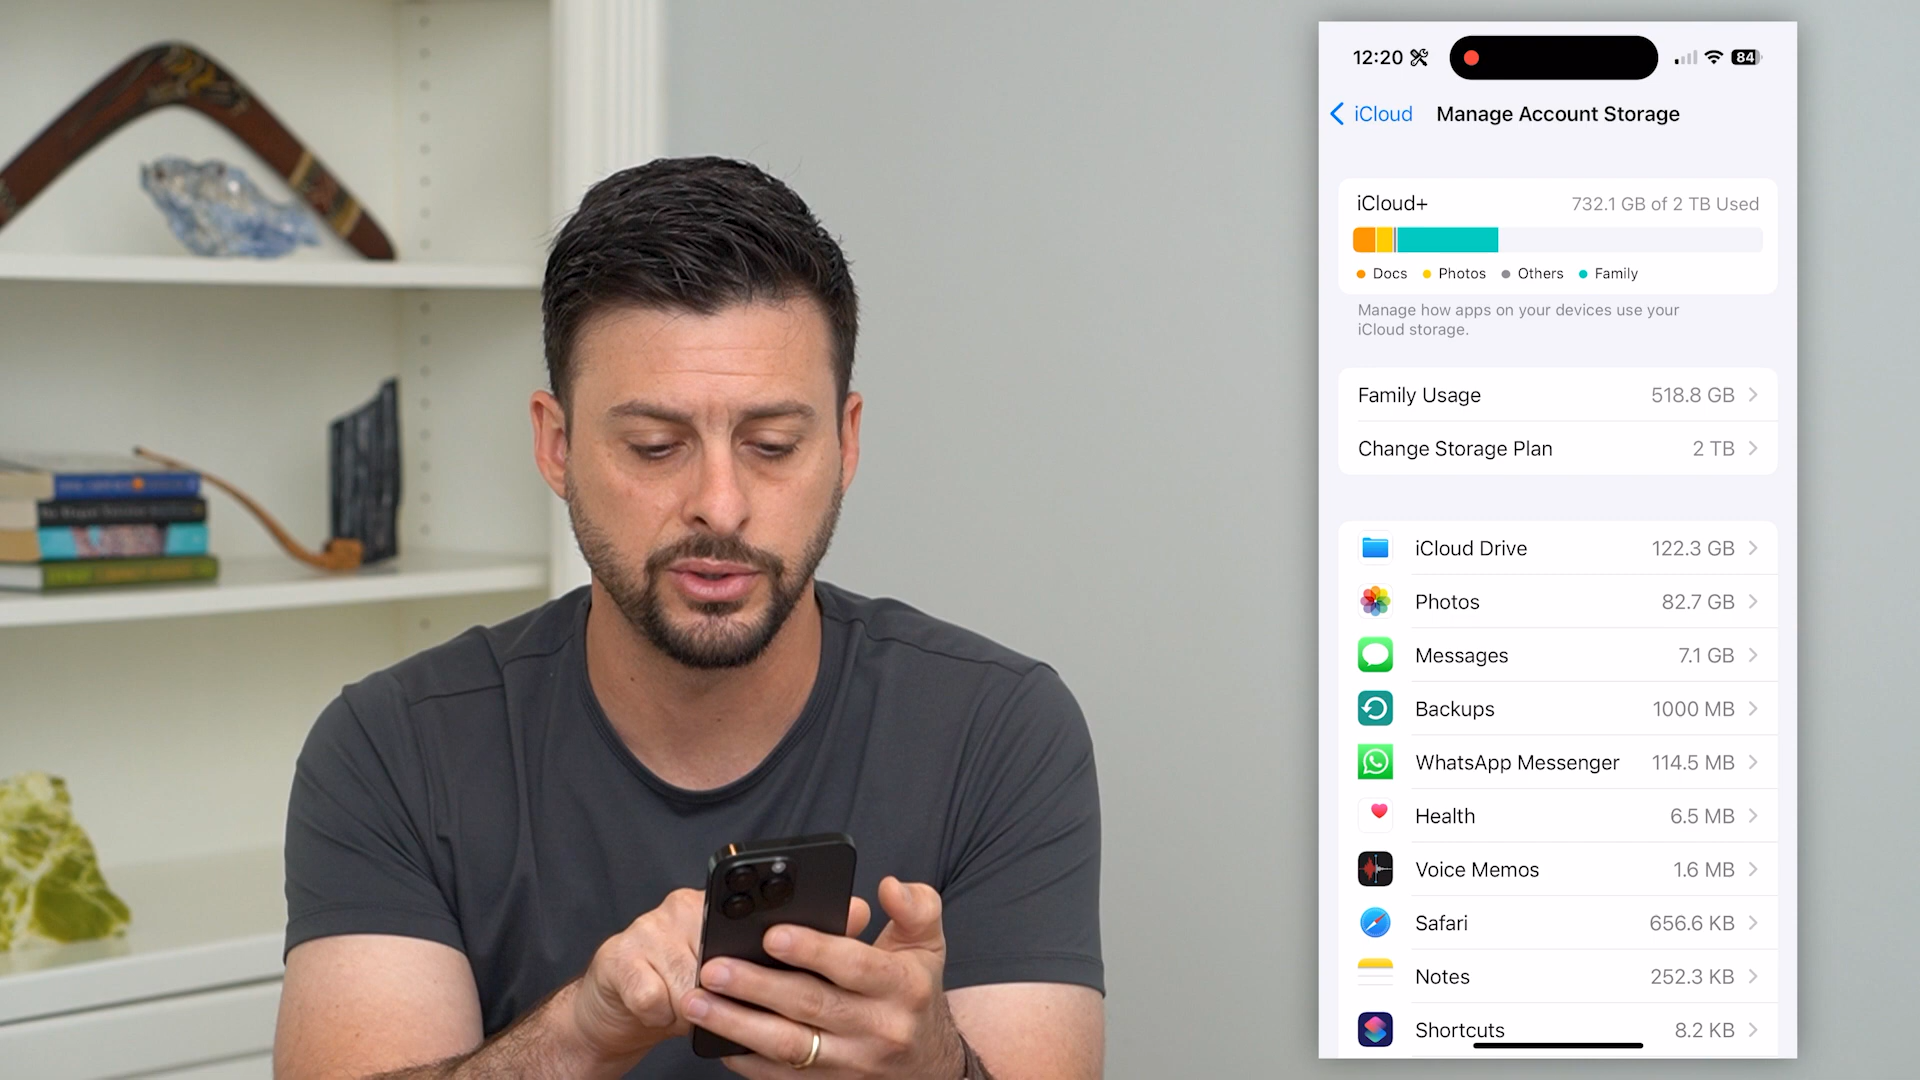 12:20
84
iCloud
Manage Account Storage
iCloud+
732.1 GB of 2 TB Used
Docs
Photos
Others
Family
Manage how apps on your devices use your
iCloud storage.
Family Usage
518.8 GB
Change Storage Plan
2 TB
iCloud Drive
122.3 GB
Photos
82.7 GB
Messages
7.1 GB
Backups
1000 MB
WhatsApp Messenger
114.5 MB
Health
6.5 MB
Voice Memos
1.6 MB
Safari
656.6 KB
Notes
252.3 KB
Shortcuts
8.2 KB